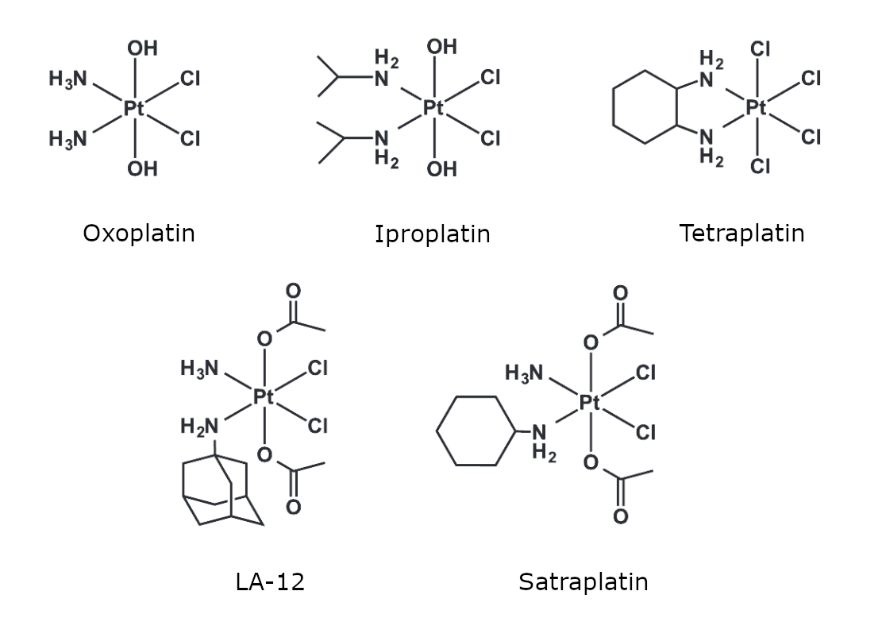 OH
H3N Cl
Pt
H3N Cl
OH
Oxoplatin
OH
H2
N Cl
Pt
N Cl
H2
OH
Iproplatin
Cl
H2
N Cl
Pt
N Cl
H2
Cl
Tetraplatin
O
O
H3N Cl
Pt
H2N Cl
O
O
LA-12
O
O
H3N Cl
Pt
N Cl
H2
O
O
Satraplatin